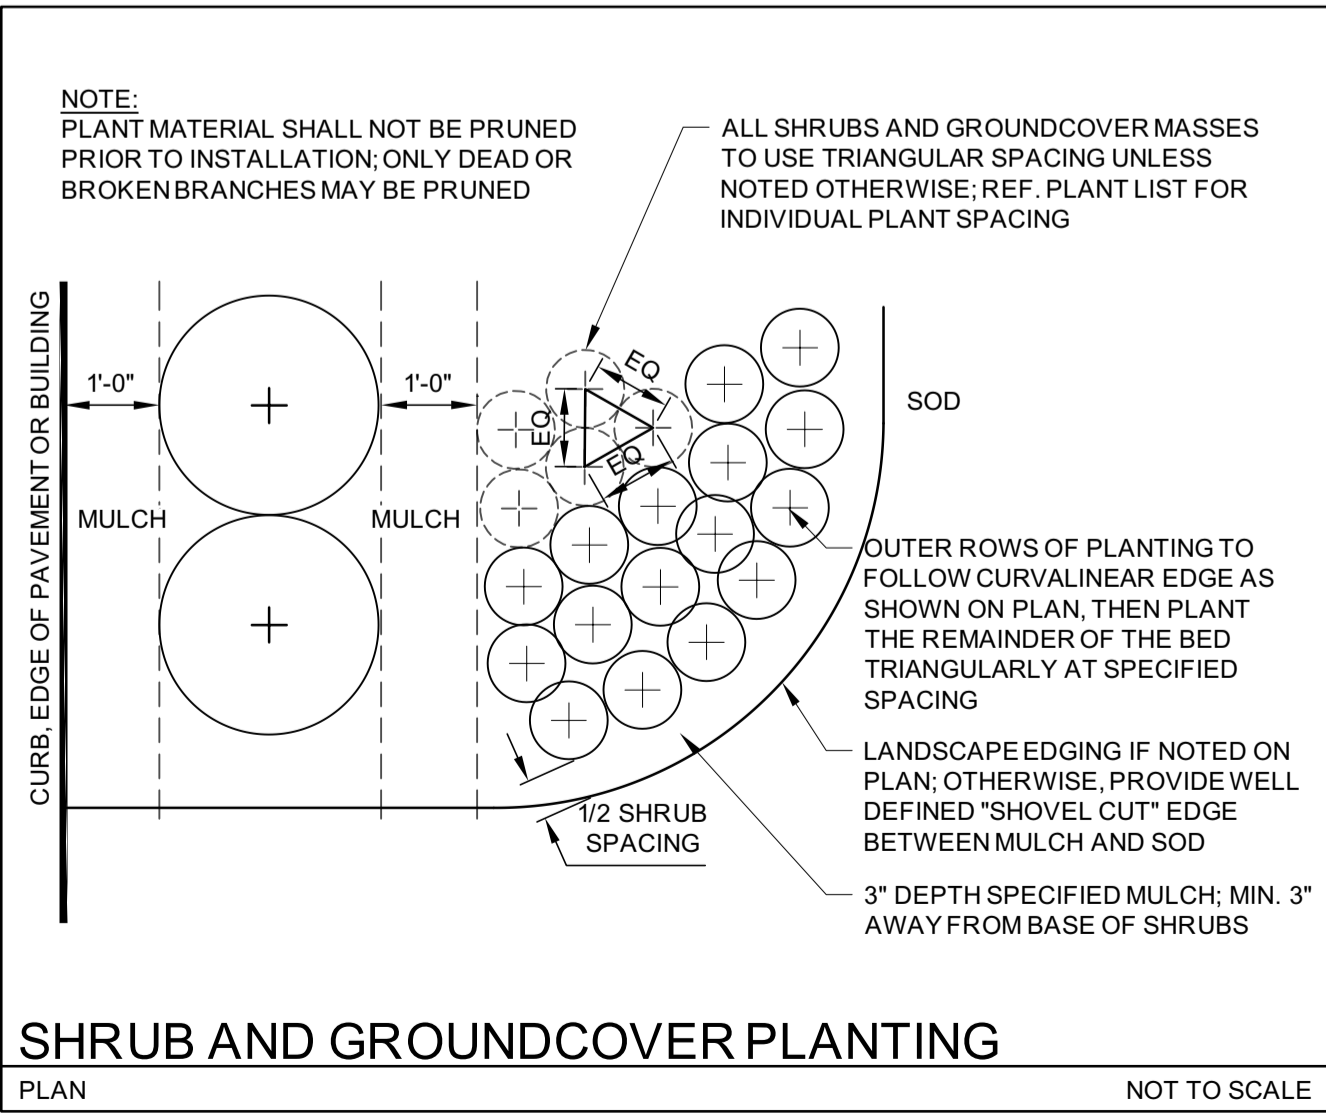 NOTE:
PLANT MATERIAL SHALL NOT BE PRUNED
PRIOR TO INSTALLATION; ONLY DEAD OR
BROKEN BRANCHES MAY BE PRUNED
ALL SHRUBS AND GROUNDCOVER MASSES
TO USE TRIANGULAR SPACING UNLESS
NOTED OTHERWISE; REF. PLANT LIST FOR
INDIVIDUAL PLANT SPACING
CURB, EDGE OF PAVEMENT OR BUILDING
1'-0"
1'-0"
EQ
EQ
EQ
SOD
MULCH
MULCH
OUTER ROWS OF PLANTING TO
FOLLOW CURVALINEAR EDGE AS
SHOWN ON PLAN, THEN PLANT
THE REMAINDER OF THE BED
TRIANGULARLY AT SPECIFIED
SPACING
LANDSCAPE EDGING IF NOTED ON
PLAN; OTHERWISE, PROVIDE WELL
DEFINED "SHOVEL CUT" EDGE
BETWEEN MULCH AND SOD
1/2 SHRUB
SPACING
3" DEPTH SPECIFIED MULCH; MIN. 3"
AWAY FROM BASE OF SHRUBS
SHRUB AND GROUNDCOVER PLANTING
PLAN
NOT TO SCALE